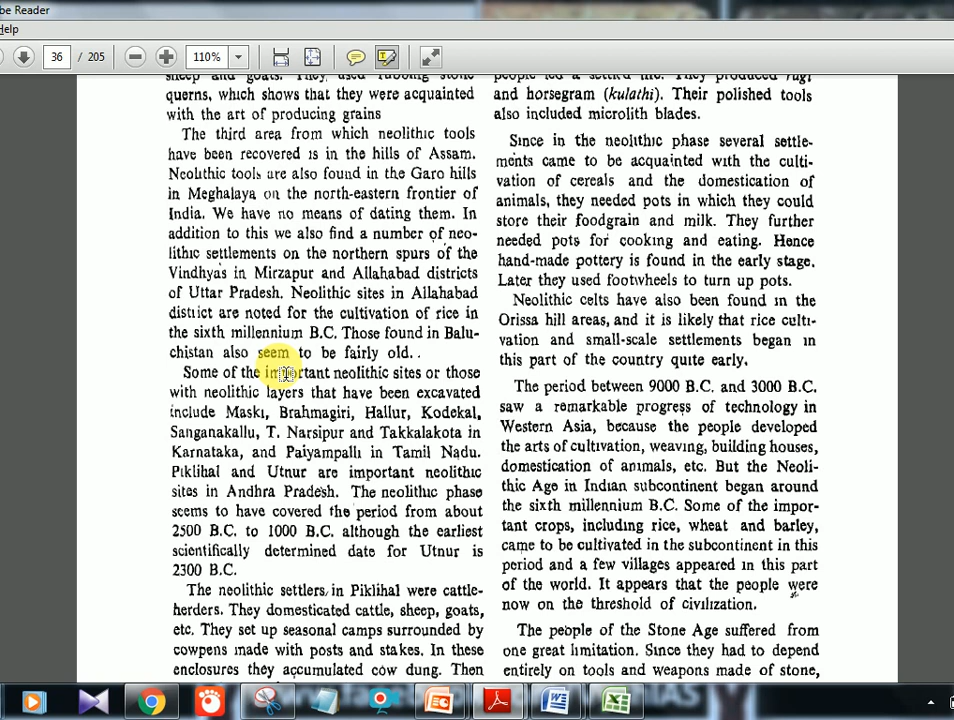 be Reader
Help
36 / 205
110%
sheep and goats. They used rubbing stone
querns, which shows that they were acquainted
with the art of producing grains
The third area from which neolithic tools
have been recovered is in the hills of Assam.
Neolithic tools are also found in the Garo hills
in Meghalaya on the north-eastern frontier of
India. We have no means of dating them. In
addition to this we also find a number of neo-
lithic settlements on the northern spurs of the
Vindhyas in Mirzapur and Allahabad districts
of Uttar Pradesh. Neolithic sites in Allahabad
district are noted for the cultivation of rice in
the sixth millennium B.C. Those found in Balu-
chistan also seem to be fairly old. .
Some of the important neolithic sites or those
with neolithic layers that have been excavated
include Maski, Brahmagiri, Hallur, Kodekal,
Sanganakallu, T. Narsipur and Takkalakota in
Karnataka, and Paiyampalli in Tamil Nadu.
Piklihal and Utnur are important neolithic
sites in Andhra Pradesh. The neolithic phase
seems to have covered the period from about
2500 B.C. to 1000 B.C. although the earliest
scientifically determined date for Utnur is
2300 B.C.
The neolithic settlers in Piklihal were cattle-
herders. They domesticated cattle, sheep, goats,
etc. They set up seasonal camps surrounded by
cowpens made with posts and stakes. In these
enclosures they accumulated cow dung. Then
people led a settled life. They produced ragi
and horsegram (kulathi). Their polished tools
also included microlith blades.
Since in the neolithic phase several settle-
ments came to be acquainted with the culti-
vation of cereals and the domestication of
animals, they needed pots in which they could
store their foodgrain and milk. They further
needed pots for cooking and eating. Hence
hand-made pottery is found in the early stage.
Later they used footwheels to turn up pots.
Neolithic celts have also been found in the
Orissa hill areas, and it is likely that rice culti-
vation and small-scale settlements began in
this part of the country quite early.
The period between 9000 B.C. and 3000 B.C.
saw a remarkable progress of technology in
Western Asia, because the people developed
the arts of cultivation, weaving, building houses,
domestication of animals, etc. But the Neoli-
thic Age in Indian subcontinent began around
the sixth millennium B.C. Some of the impor-
tant crops, including rice, wheat and barley,
came to be cultivated in the subcontinent in this
period and a few villages appeared in this part
of the world. It appears that the people were
now on the threshold of civilization.
The people of the Stone Age suffered from
one great limitation. Since they had to depend
entirely on tools and weapons made of stone,